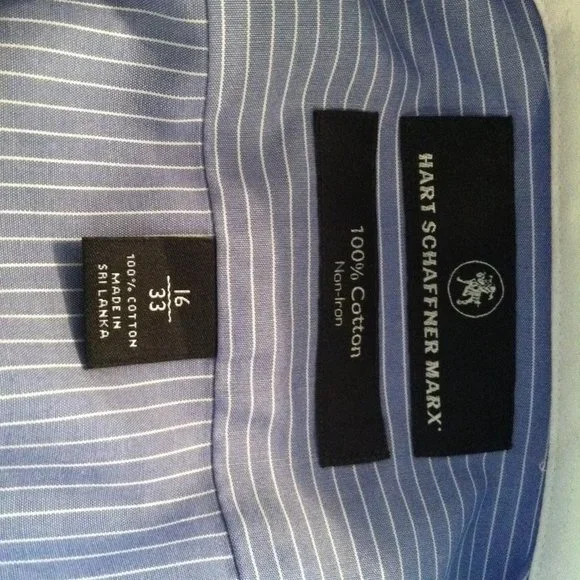 HART SCHAFFNER MARX
100% Cotton
Non-Iron
16
33
100% COTTON
MADE IN
SRI LANKA